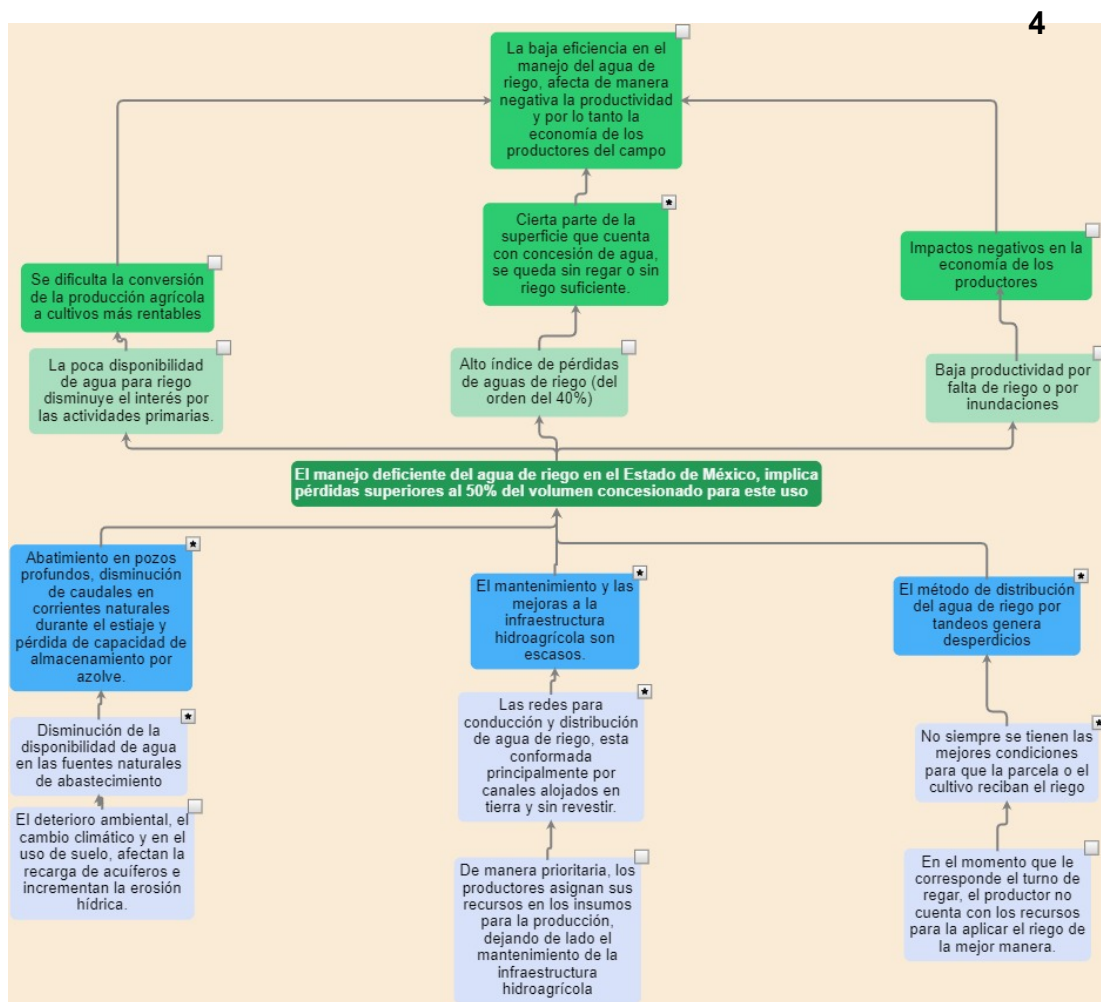 4
La baja eficiencia en el
manejo del agua de
riego, afecta de manera
negativa la productividad
y por lo tanto la
economía de los
productores del campo
Cierta parte de la
superficie que cuenta
con concesión de agua,
se queda sin regar o sin
riego suficiente.
Se dificulta la conversión
de la producción agrícola
a cultivos más rentables
Impactos negativos en la
economía de los
productores
La poca disponibilidad
de agua para riego
disminuye el interés por
las actividades primarias.
Alto índice de pérdidas
de aguas de riego (del
orden del 40%)
Baja productividad por
falta de riego o por
inundaciones
El manejo deficiente del agua de riego en el Estado de México, implica
pérdidas superiores al 50% del volumen concesionado para este uso
Abatimiento en pozos
profundos, disminución
de caudales en
corrientes naturales
durante el estiaje y
pérdida de capacidad de
almacenamiento por
azolve.
El mantenimiento y las
mejoras a la
infraestructura
hidroagrícola son
escasos.
El método de distribución
del agua de riego por
tandeos genera
desperdicios
Disminución de la
disponibilidad de agua
en las fuentes naturales
de abastecimiento
Las redes para
conducción y distribución
de agua de riego, esta
conformada
principalmente por
canales alojados en
tierra y sin revestir.
No siempre se tienen las
mejores condiciones
para que la parcela o el
cultivo reciban el riego
El deterioro ambiental, el
cambio climático y en el
uso de suelo, afectan la
recarga de acuíferos e
incrementan la erosión
hídrica.
De manera prioritaria, los
productores asignan sus
recursos en los insumos
para la producción,
dejando de lado el
mantenimiento de la
infraestructura
hidroagrícola
En el momento que le
corresponde el turno de
regar, el productor no
cuenta con los recursos
para la aplicar el riego de
la mejor manera.